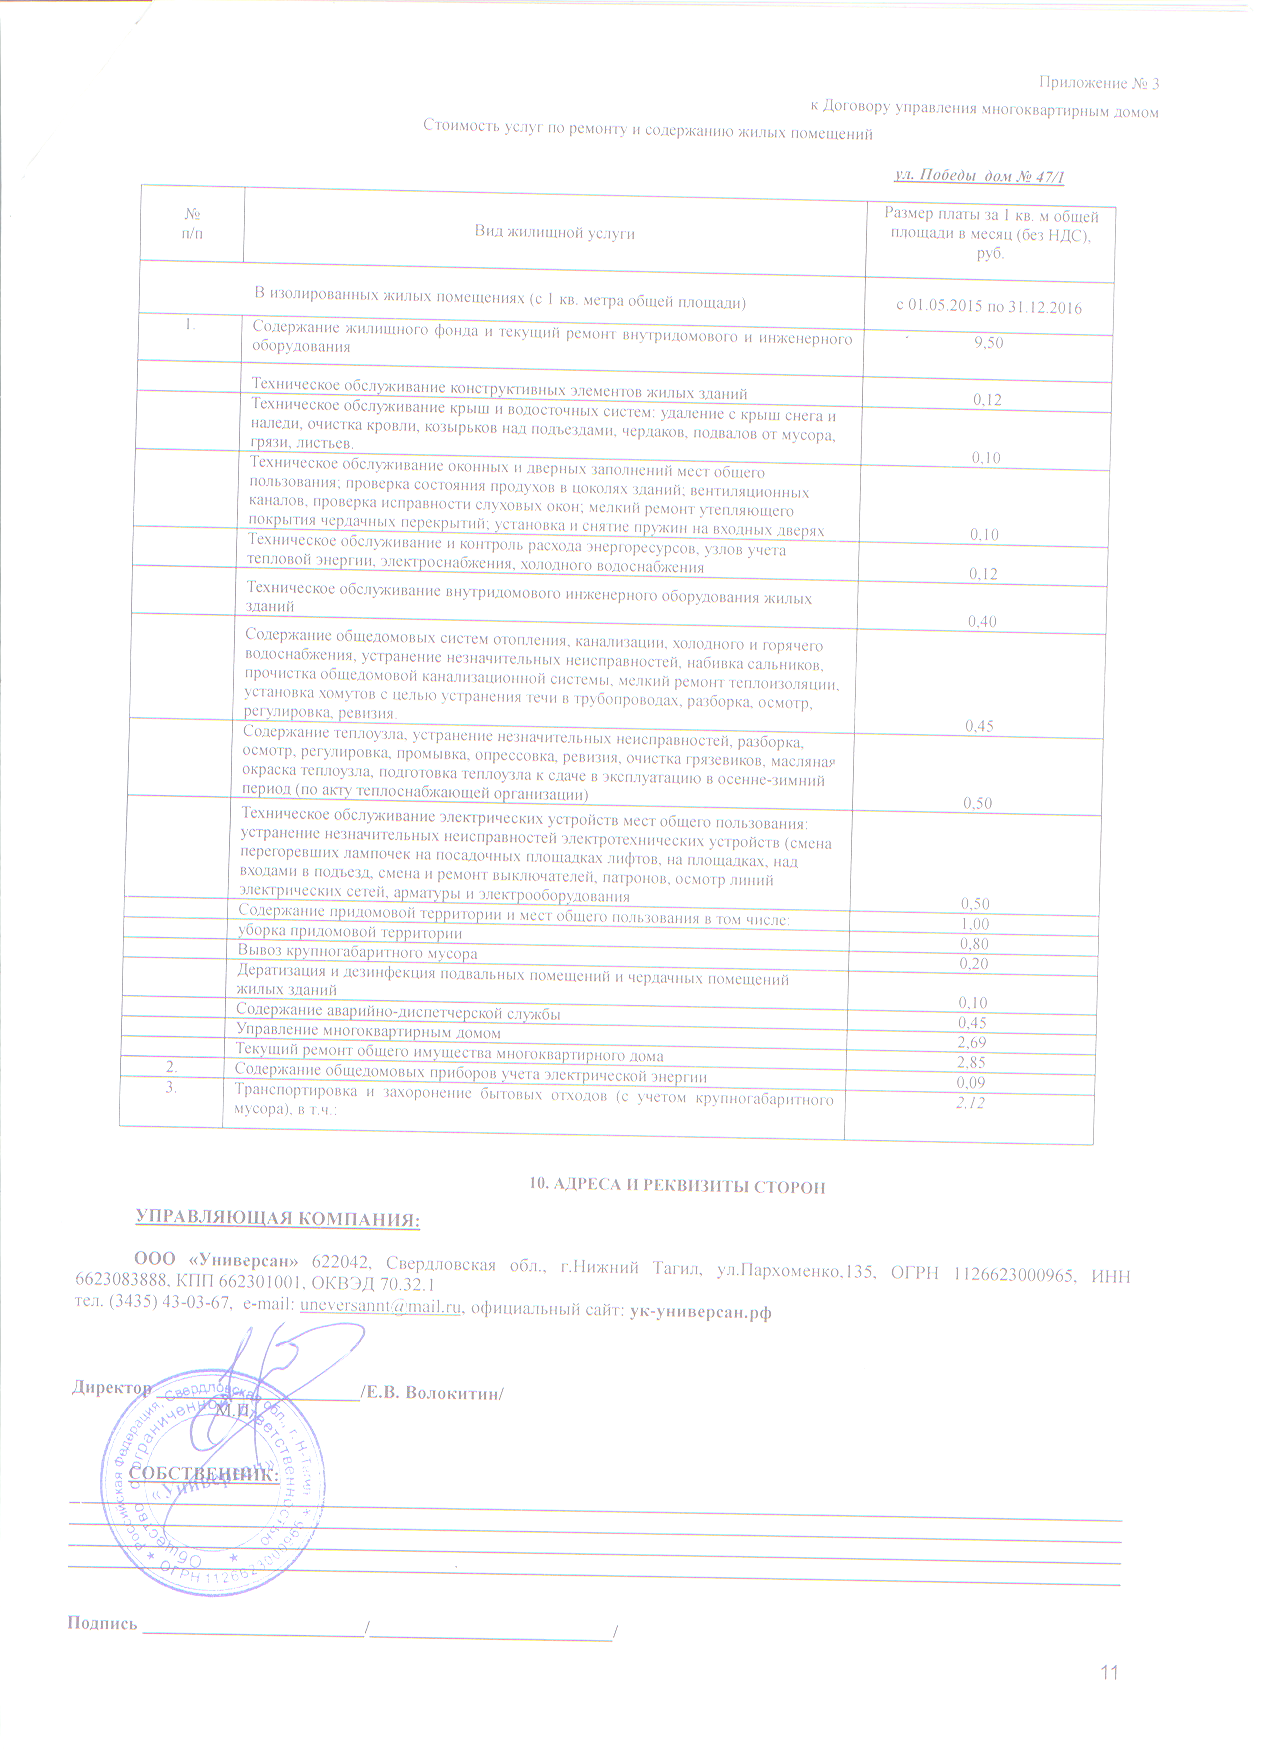 Приложение № 3
к Договору управления многоквартирным домом
Стоимость услуг по ремонту и содержанию жилых помещений
ул. Победы дом № 47/1
№
п/п
Вид жилищной услуги
Размер платы за 1 кв. м общей
площади в месяц (без НДС),
руб.
В изолированных жилых помещениях (с 1 кв. метра общей площади)
с 01.05.2015 по 31.12.2016
1.
Содержание жилищного фонда и текущий ремонт внутридомового и инженерного
оборудования
9,50
Техническое обслуживание конструктивных элементов жилых зданий
0,12
Техническое обслуживание крыш и водосточных систем: удаление с крыш снега и
наледи, очистка кровли, козырьков над подъездами, чердаков, подвалов от мусора,
грязи, листьев.
0,10
Техническое обслуживание оконных и дверных заполнений мест общего
пользования; проверка состояния продухов в цоколях зданий; вентиляционных
каналов, проверка исправности слуховых окон; мелкий ремонт утепляющего
покрытия чердачных перекрытий; установка и снятие пружин на входных дверях
0,10
Техническое обслуживание и контроль расхода энергоресурсов, узлов учета
тепловой энергии, электроснабжения, холодного водоснабжения
0,12
Техническое обслуживание внутридомового инженерного оборудования жилых
зданий
0,40
Содержание общедомовых систем отопления, канализации, холодного и горячего
водоснабжения, устранение незначительных неисправностей, набивка сальников,
прочистка общедомовой канализационной системы, мелкий ремонт теплоизоляции,
установка хомутов с целью устранения течи в трубопроводах, разборка, осмотр,
регулировка, ревизия.
0,45
Содержание теплоузла, устранение незначительных неисправностей, разборка,
осмотр, регулировка, промывка, опрессовка, ревизия, очистка грязевиков, масляная
окраска теплоузла, подготовка теплоузла к сдаче в эксплуатацию в осенне-зимний
период (по акту теплоснабжающей организации)
0,50
Техническое обслуживание электрических устройств мест общего пользования:
устранение незначительных неисправностей электротехнических устройств (смена
перегоревших лампочек на посадочных площадках лифтов, на площадках, над
входами в подъезд, смена и ремонт выключателей, патронов, осмотр линий
электрических сетей, арматуры и электрооборудования
0,50
Содержание придомовой территории и мест общего пользования в том числе:
1,00
уборка придомовой территории
0,80
Вывоз крупногабаритного мусора
0,20
Дератизация и дезинфекция подвальных помещений и чердачных помещений
жилых зданий
0,10
Содержание аварийно-диспетчерской службы
0,45
Управление многоквартирным домом
2,69
Текущий ремонт общего имущества многоквартирного дома
2,85
2.
Содержание общедомовых приборов учета электрической энергии
0,09
3.
Транспортировка и захоронение бытовых отходов (с учетом крупногабаритного
мусора), в т.ч.:
2,12
10. АДРЕСА И РЕКВИЗИТЫ СТОРОН
УПРАВЛЯЮЩАЯ КОМПАНИЯ:
ООО «Универсан» 622042, Свердловская обл., г.Нижний Тагил, ул.Пархоменко,135, ОГРН 1126623000965, ИНН
6623083888, КПП 662301001, ОКВЭД 70.32.1
тел. (3435) 43-03-67, e-mail: uneversannt@mail.ru, официальный сайт: ук-универсан.рф
Директор ____________________/Е.В. Волокитин/
М.П.
Российская Федерация, Свердловская обл., г. Н-Тагил ★ ОГРН 1126623000965 ★
Общество с ограниченной ответственностью ★
«Универсан»
СОБСТВЕННИК:
Подпись ______________________/________________________/
11